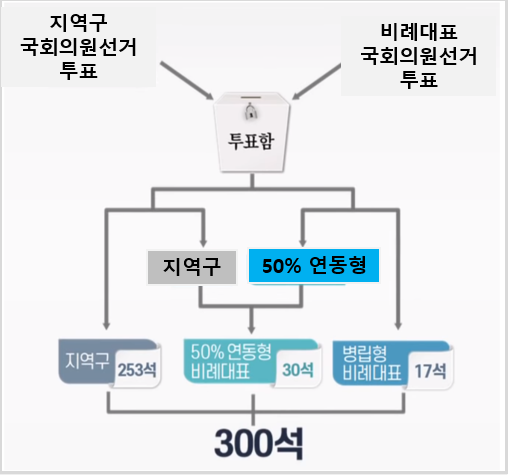 지역구
국회의원선거
투표
비례대표
국회의원선거
투표
투표함
지역구
50% 연동형
지역구
253석
50% 연동형
비례대표
30석
병립형
비례대표
17석
300석